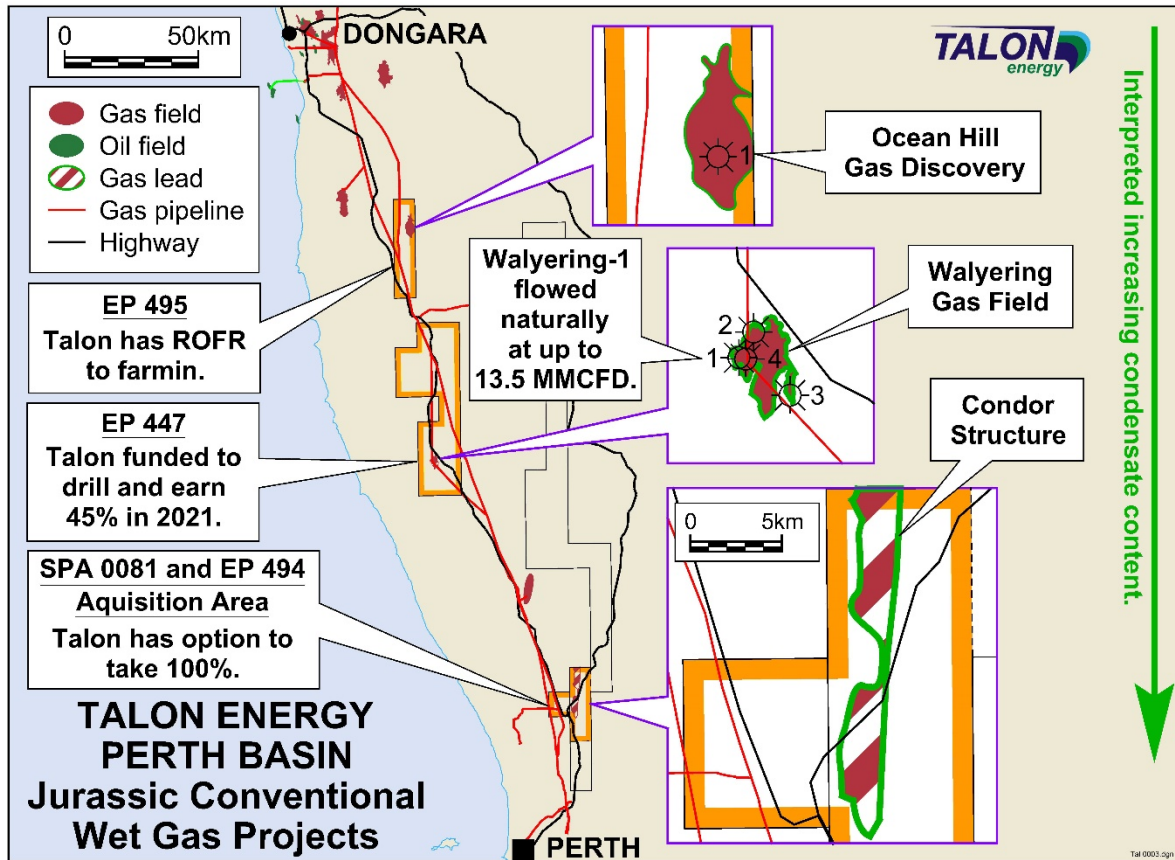 0 50km
DONGARA
TALON
energy
Gas field
Oil field
Gas lead
Gas pipeline
Highway
EP 495
Talon has ROFR
to farmin.
EP 447
Talon funded to
drill and earn
45% in 2021.
SPA 0081 and EP 494
Aquisition Area
Talon has option to
take 100%.
TALON ENERGY
PERTH BASIN
Jurassic Conventional
Wet Gas Projects
PERTH
1
Ocean Hill
Gas Discovery
Walyering-1
flowed
naturally
at up to
13.5 MMCFD.
2
1
4
3
Walyering
Gas Field
Condor
Structure
0 5km
Interpreted increasing condensate content.
Tal 0003.dgn